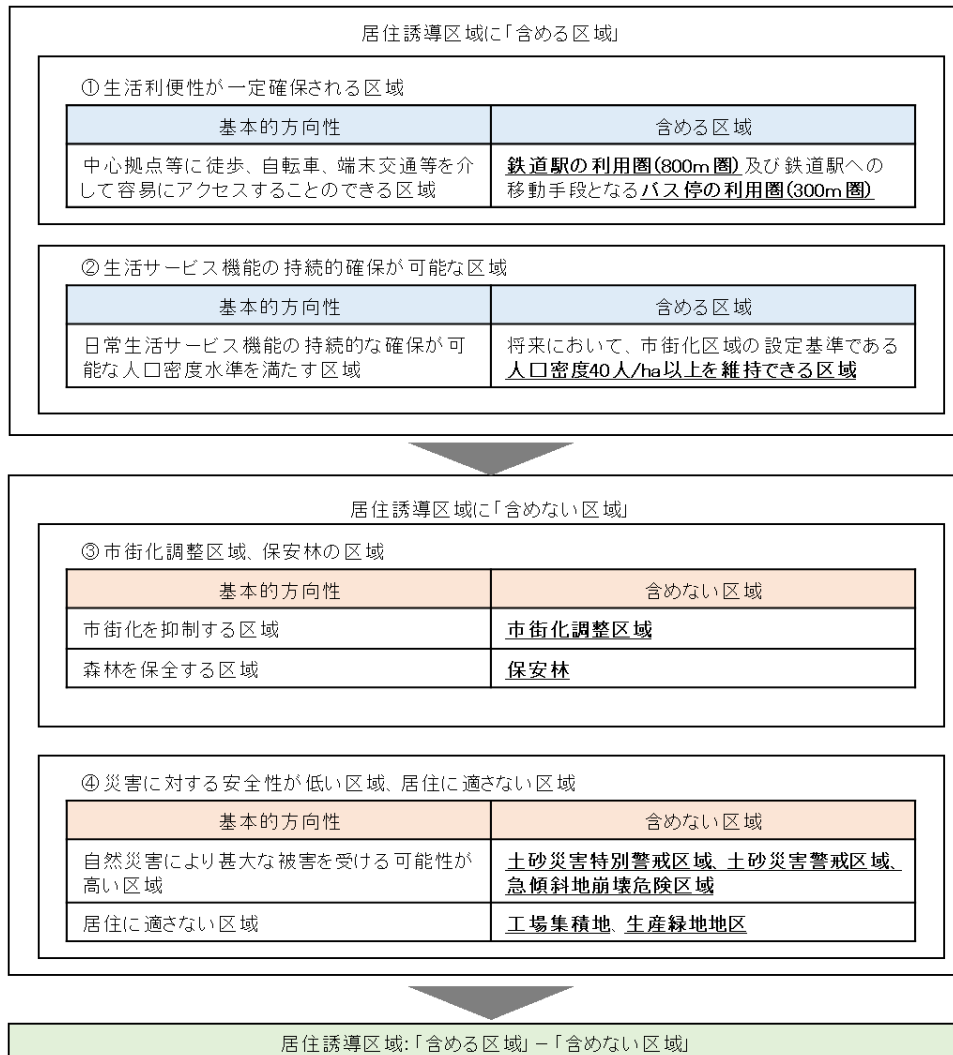 居住誘導区域に「含める区域」
①生活利便性が一定確保される区域
基本的方向性
含める区域
中心拠点等に徒歩、自転車、端末交通等を介
して容易にアクセスすることのできる区域
鉄道駅の利用圏(800m圏)及び鉄道駅への
移動手段となるバス停の利用圏(300m圏)
②生活サービス機能の持続的確保が可能な区域
基本的方向性
含める区域
日常生活サービス機能の持続的な確保が可
能な人口密度水準を満たす区域
将来において、市街化区域の設定基準である
人口密度40人/ha以上を維持できる区域
居住誘導区域に「含めない区域」
③市街化調整区域、保安林の区域
基本的方向性
含めない区域
市街化を抑制する区域
市街化調整区域
森林を保全する区域
保安林
④災害に対する安全性が低い区域、居住に適さない区域
基本的方向性
含めない区域
自然災害により甚大な被害を受ける可能性が
高い区域
土砂災害特別警戒区域、土砂災害警戒区域、
急傾斜地崩壊危険区域
居住に適さない区域
工場集積地、生産緑地地区
居住誘導区域:「含める区域」－「含めない区域」